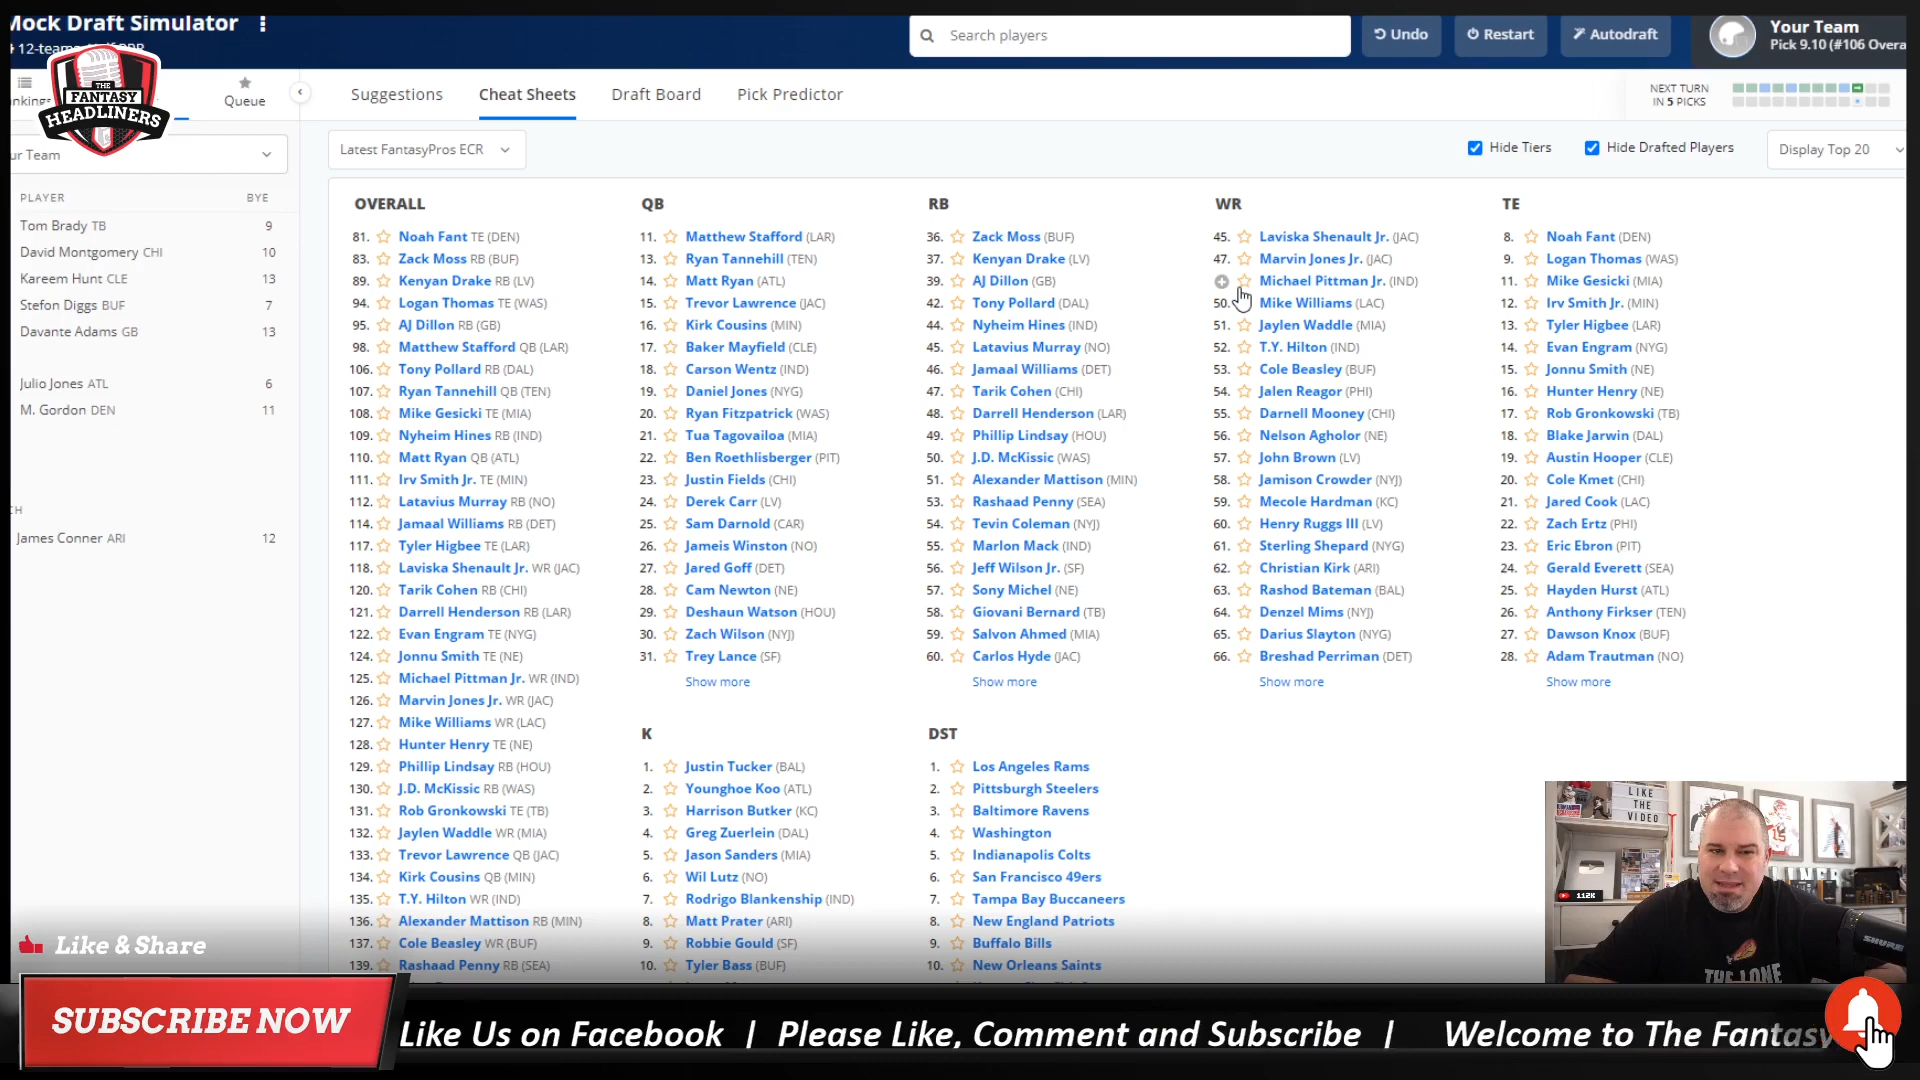 Mock Draft Simulator
12-team
Search players
Undo
Restart
Autodraft
Your Team
Pick 9.10 (#106 Overa
THE
FANTASY
HEADLINERS
Queue
Suggestions
Cheat Sheets
Draft Board
Pick Predictor
NEXT TURN
IN 5 PICKS
ur Team
Latest FantasyPros ECR
Hide Tiers
Hide Drafted Players
Display Top 20
PLAYER BYE
Tom Brady TB 9
David Montgomery CHI 10
Kareem Hunt CLE 13
Stefon Diggs BUF 7
Davante Adams GB 13
Julio Jones ATL 6
M. Gordon DEN 11
CH
James Conner ARI 12
OVERALL
81. Noah Fant TE (DEN)
83. Zack Moss RB (BUF)
89. Kenyan Drake RB (LV)
94. Logan Thomas TE (WAS)
95. AJ Dillon RB (GB)
98. Matthew Stafford QB (LAR)
106. Tony Pollard RB (DAL)
107. Ryan Tannehill QB (TEN)
108. Mike Gesicki TE (MIA)
109. Nyheim Hines RB (IND)
110. Matt Ryan QB (ATL)
111. Irv Smith Jr. TE (MIN)
112. Latavius Murray RB (NO)
114. Jamaal Williams RB (DET)
117. Tyler Higbee TE (LAR)
118. Laviska Shenault Jr. WR (JAC)
120. Tarik Cohen RB (CHI)
121. Darrell Henderson RB (LAR)
122. Evan Engram TE (NYG)
124. Jonnu Smith TE (NE)
125. Michael Pittman Jr. WR (IND)
126. Marvin Jones Jr. WR (JAC)
127. Mike Williams WR (LAC)
128. Hunter Henry TE (NE)
129. Phillip Lindsay RB (HOU)
130. J.D. McKissic RB (WAS)
131. Rob Gronkowski TE (TB)
132. Jaylen Waddle WR (MIA)
133. Trevor Lawrence QB (JAC)
134. Kirk Cousins QB (MIN)
135. T.Y. Hilton WR (IND)
136. Alexander Mattison RB (MIN)
137. Cole Beasley WR (BUF)
139. Rashaad Penny RB (SEA)
QB
11. Matthew Stafford (LAR)
13. Ryan Tannehill (TEN)
14. Matt Ryan (ATL)
15. Trevor Lawrence (JAC)
16. Kirk Cousins (MIN)
17. Baker Mayfield (CLE)
18. Carson Wentz (IND)
19. Daniel Jones (NYG)
20. Ryan Fitzpatrick (WAS)
21. Tua Tagovailoa (MIA)
22. Ben Roethlisberger (PIT)
23. Justin Fields (CHI)
24. Derek Carr (LV)
25. Sam Darnold (CAR)
26. Jameis Winston (NO)
27. Jared Goff (DET)
28. Cam Newton (NE)
29. Deshaun Watson (HOU)
30. Zach Wilson (NYJ)
31. Trey Lance (SF)
Show more
RB
36. Zack Moss (BUF)
37. Kenyan Drake (LV)
39. AJ Dillon (GB)
42. Tony Pollard (DAL)
44. Nyheim Hines (IND)
45. Latavius Murray (NO)
46. Jamaal Williams (DET)
47. Tarik Cohen (CHI)
48. Darrell Henderson (LAR)
49. Phillip Lindsay (HOU)
50. J.D. McKissic (WAS)
51. Alexander Mattison (MIN)
53. Rashaad Penny (SEA)
54. Tevin Coleman (NYJ)
55. Marlon Mack (IND)
56. Jeff Wilson Jr. (SF)
57. Sony Michel (NE)
58. Giovani Bernard (TB)
59. Salvon Ahmed (MIA)
60. Carlos Hyde (JAC)
Show more
WR
45. Laviska Shenault Jr. (JAC)
47. Marvin Jones Jr. (JAC)
Michael Pittman Jr. (IND)
50. Mike Williams (LAC)
51. Jaylen Waddle (MIA)
52. T.Y. Hilton (IND)
53. Cole Beasley (BUF)
54. Jalen Reagor (PHI)
55. Darnell Mooney (CHI)
56. Nelson Agholor (NE)
57. John Brown (LV)
58. Jamison Crowder (NYJ)
59. Mecole Hardman (KC)
60. Henry Ruggs III (LV)
61. Sterling Shepard (NYG)
62. Christian Kirk (ARI)
63. Rashod Bateman (BAL)
64. Denzel Mims (NYJ)
65. Darius Slayton (NYG)
66. Breshad Perriman (DET)
Show more
TE
8. Noah Fant (DEN)
9. Logan Thomas (WAS)
11. Mike Gesicki (MIA)
12. Irv Smith Jr. (MIN)
13. Tyler Higbee (LAR)
14. Evan Engram (NYG)
15. Jonnu Smith (NE)
16. Hunter Henry (NE)
17. Rob Gronkowski (TB)
18. Blake Jarwin (DAL)
19. Austin Hooper (CLE)
20. Cole Kmet (CHI)
21. Jared Cook (LAC)
22. Zach Ertz (PHI)
23. Eric Ebron (PIT)
24. Gerald Everett (SEA)
25. Hayden Hurst (ATL)
26. Anthony Firkser (TEN)
27. Dawson Knox (BUF)
28. Adam Trautman (NO)
Show more
K
1. Justin Tucker (BAL)
2. Younghoe Koo (ATL)
3. Harrison Butker (KC)
4. Greg Zuerlein (DAL)
5. Jason Sanders (MIA)
6. Wil Lutz (NO)
7. Rodrigo Blankenship (IND)
8. Matt Prater (ARI)
9. Robbie Gould (SF)
10. Tyler Bass (BUF)
DST
1. Los Angeles Rams
2. Pittsburgh Steelers
3. Baltimore Ravens
4. Washington
5. Indianapolis Colts
6. San Francisco 49ers
7. Tampa Bay Buccaneers
8. New England Patriots
9. Buffalo Bills
10. New Orleans Saints
LIKE
THE
VIDEO
112K
SHURE
THE LONE
Like & Share
SUBSCRIBE NOW
Like Us on Facebook | Please Like, Comment and Subscribe | Welcome to The Fantasy